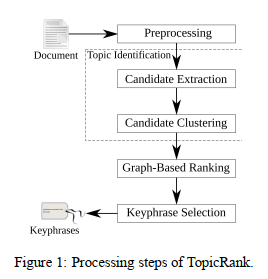 Preprocessing
Document
Topic Identification
Candidate Extraction
Candidate Clustering
Graph-Based Ranking
Keyphrase Selection
Keyphrases
Figure 1: Processing steps of TopicRank.